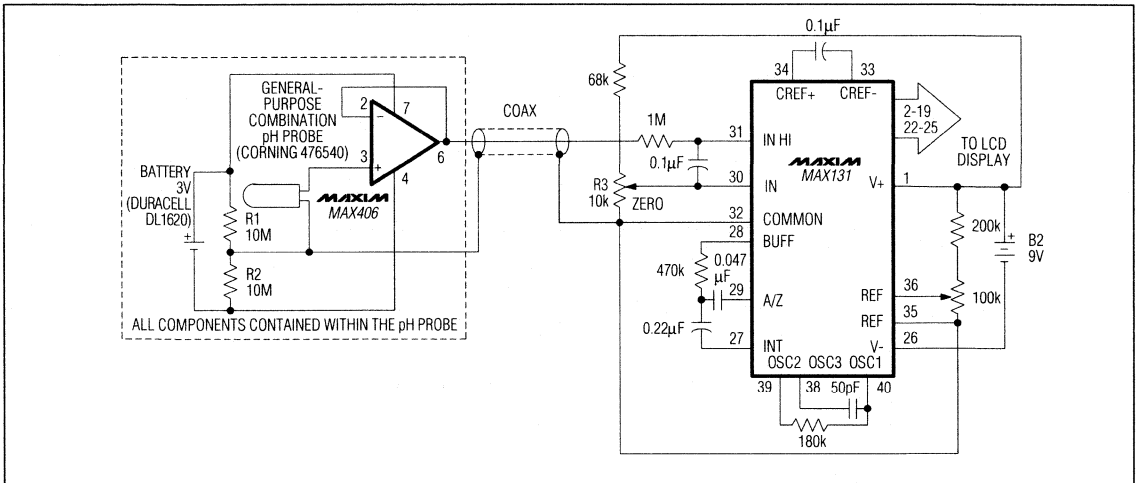 GENERAL-
PURPOSE
COMBINATION
pH PROBE
(CORNING 476540)
2
7
3
6
4
−
+
BATTERY
3V
(DURACELL
DL1620)
+
MAXIM
MAX406
R1
10M
R2
10M
ALL COMPONENTS CONTAINED WITHIN THE pH PROBE
COAX
0.1µF
68k
1M
0.1µF
R3
10k
ZERO
470k
0.047
µF
0.22µF
34
33
CREF+
CREF-
31
IN HI
30
IN
32
COMMON
28
BUFF
29
A/Z
27
INT
MAXIM
MAX131
2-19
22-25
TO LCD
DISPLAY
V+
1
REF
36
REF
35
V-
26
OSC2
OSC3
OSC1
39
38
40
50pF
180k
200k
100k
+
B2
9V